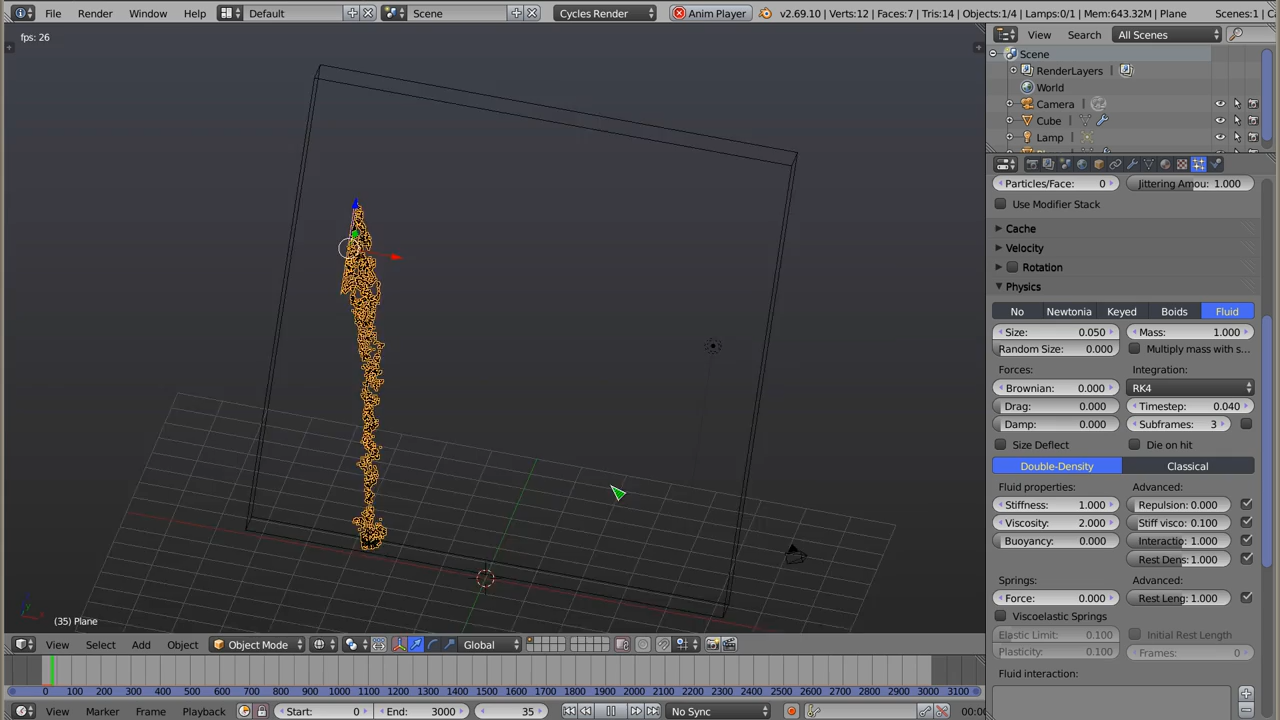 File Render Window Help Default Scene Cycles Render Anim Player v2.69.10 | Verts:12 | Faces:7 | Tris:14 | Objects:1/4 | Lamps:0/1 | Mem:643.32M | Plane Scenes:1
fps: 26
View Search All Scenes
Scene
RenderLayers
World
Camera
Cube
Lamp
Particles/Face: 0 Jittering Amou: 1.000
Use Modifier Stack
Cache
Velocity
Rotation
Physics
No Newtonia Keyed Boids Fluid
Size: 0.050 Mass: 1.000
Random Size: 0.000 Multiply mass with s...
Forces: Integration:
Brownian: 0.000 RK4
Drag: 0.000 Timestep: 0.040
Damp: 0.000 Subframes: 3
Size Deflect Die on hit
Double-Density Classical
Fluid properties: Advanced:
Stiffness: 1.000 Repulsion: 0.000
Viscosity: 2.000 Stiff visco: 0.100
Buoyancy: 0.000 Interactio: 1.000
Rest Dens: 1.000
Springs: Advanced:
Force: 0.000 Rest Leng: 1.000
Viscoelastic Springs
Elastic Limit: 0.100 Initial Rest Length
Plasticity: 0.100 Frames: 0
Fluid interaction:
(35) Plane
View Select Add Object Object Mode Global
0 100 200 300 400 500 600 700 800 900 1000 1100 1200 1300 1400 1500 1600 1700 1800 1900 2000 2100 2200 2300 2400 2500 2600 2700 2800 2900 3000 3100
View Marker Frame Playback Start: 0 End: 3000 35 No Sync